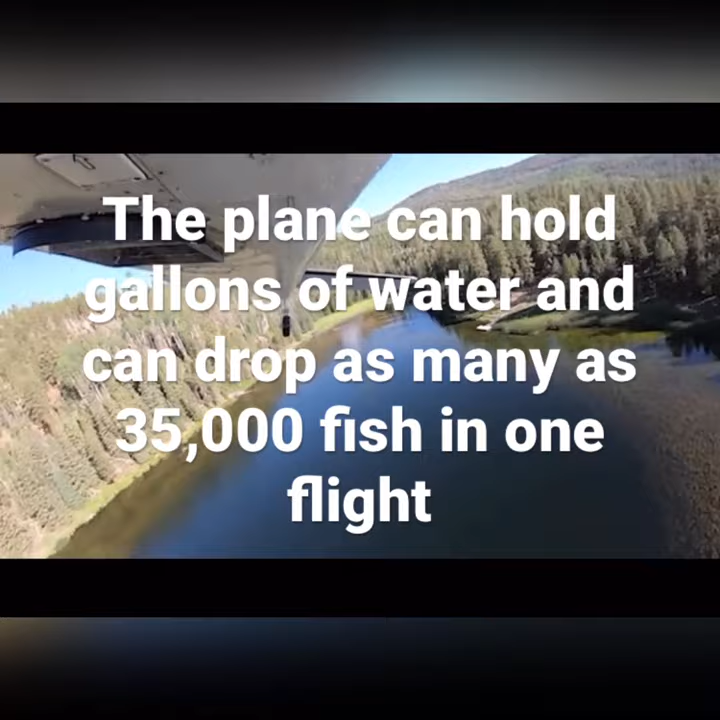 The plane can hold
gallons of water and
can drop as many as
35,000 fish in one
flight